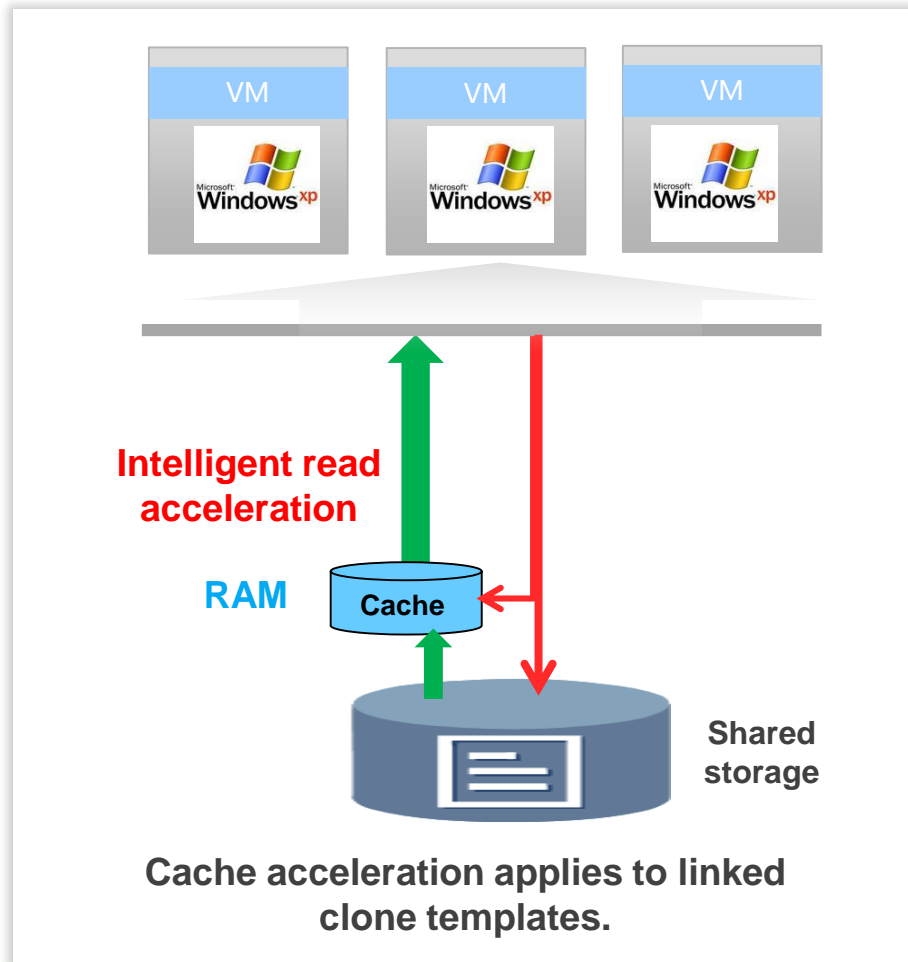 VM
VM
VM
Microsoft
Windows xp
Microsoft
Windows xp
Microsoft
Windows xp
Intelligent read
acceleration
RAM
Cache
Shared
storage
Cache acceleration applies to linked
clone templates.